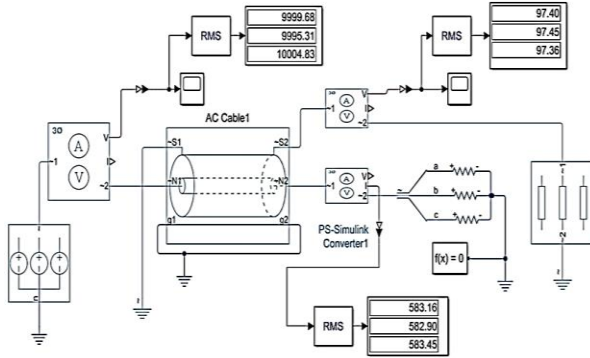 9999.68
9995.31
10004.83
RMS
97.40
97.45
97.36
RMS
AC Cable1
3Ø
A
V
V
I
~1
~2
~S1
~S2
~N1
~N2
g1
g2
3Ø
A
V
V
I
~1
~2
A
V
V
I
~1
~2
a
b
c
~
+
-
+
-
+
-
~1
~2
PS-Simulink
Converter1
f(x) = 0
n
RMS
583.16
582.90
583.45